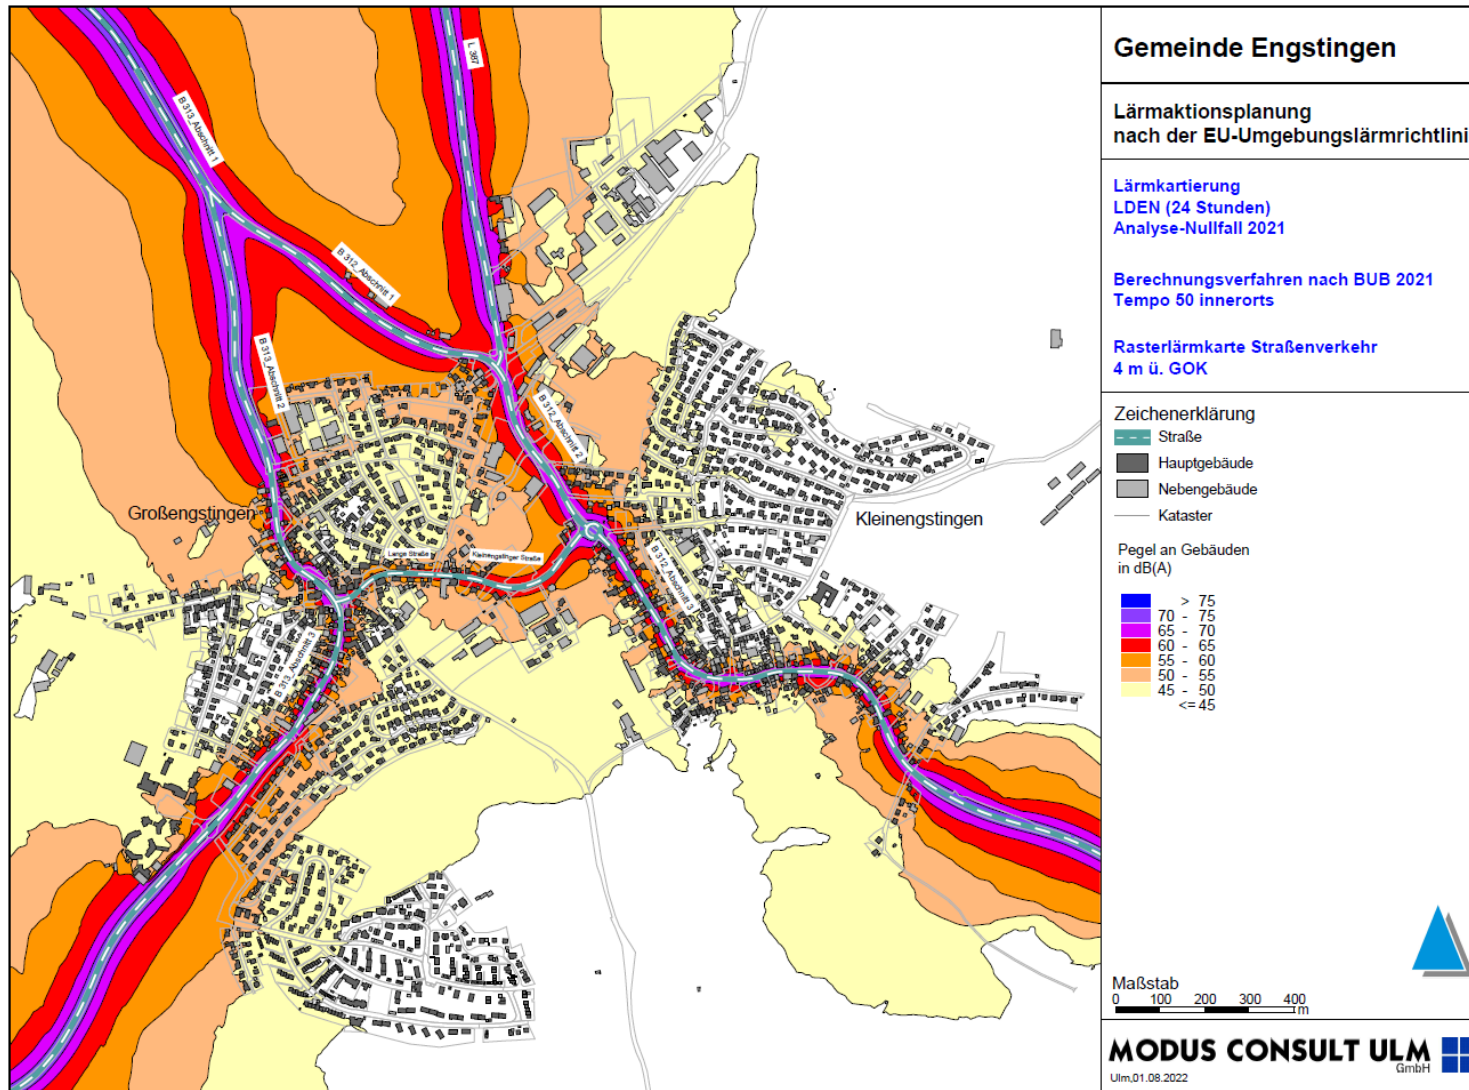 Gemeinde Engstingen
Lärmaktionsplanung
nach der EU-Umgebungslärmrichtlini
Lärmkartierung
LDEN (24 Stunden)
Analyse-Nullfall 2021
Berechnungsverfahren nach BUB 2021
Tempo 50 innerorts
Rasterlärmkarte Straßenverkehr
4 m ü. GOK
Zeichenerklärung
Straße
Hauptgebäude
Nebengebäude
Kataster
Pegel an Gebäuden
in dB(A)
> 75
70 - 75
65 - 70
60 - 65
55 - 60
50 - 55
45 - 50
<= 45
Maßstab
0 100 200 300 400
m
MODUS CONSULT ULM
GmbH
Ulm,01.08.2022
B 313_Abschnitt 1
L 387
B 312_Abschnitt 1
B 313_Abschnitt 2
B 312_Abschnitt 2
Großengstingen
Kleinengstingen
Lange Straße
Kleinengstinger Straße
B 312_Abschnitt 3
B 313_Abschnitt 3